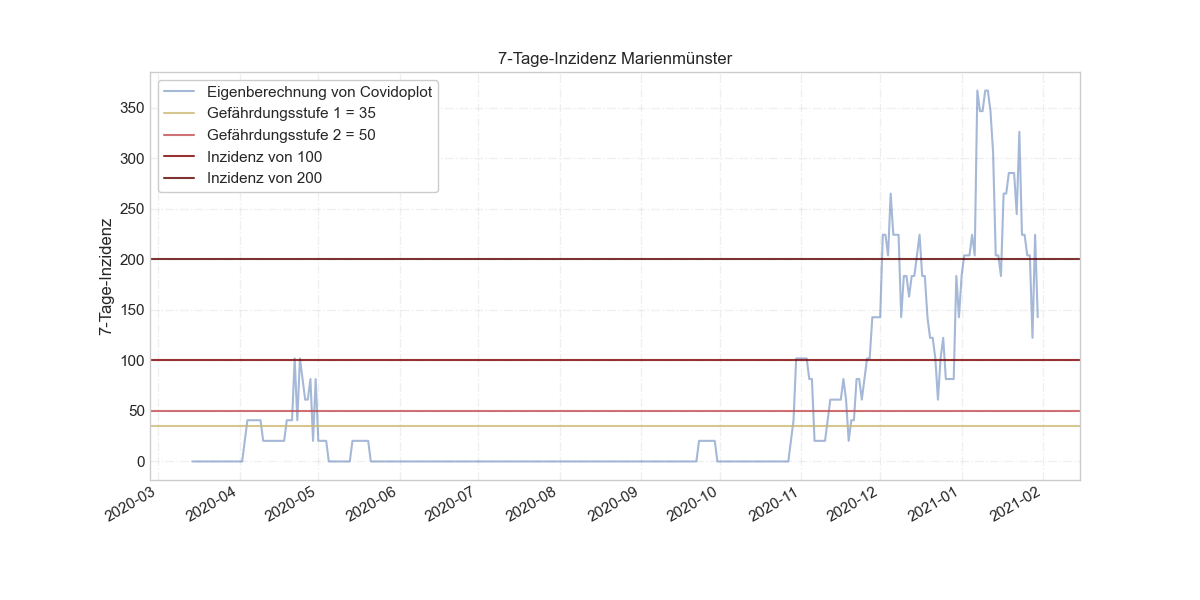 7-Tage-Inzidenz Marienmünster
Eigenberechnung von Covidoplot
Gefährdungsstufe 1 = 35
Gefährdungsstufe 2 = 50
Inzidenz von 100
Inzidenz von 200
7-Tage-Inzidenz
350
300
250
200
150
100
50
0
2020-03
2020-04
2020-05
2020-06
2020-07
2020-08
2020-09
2020-10
2020-11
2020-12
2021-01
2021-02